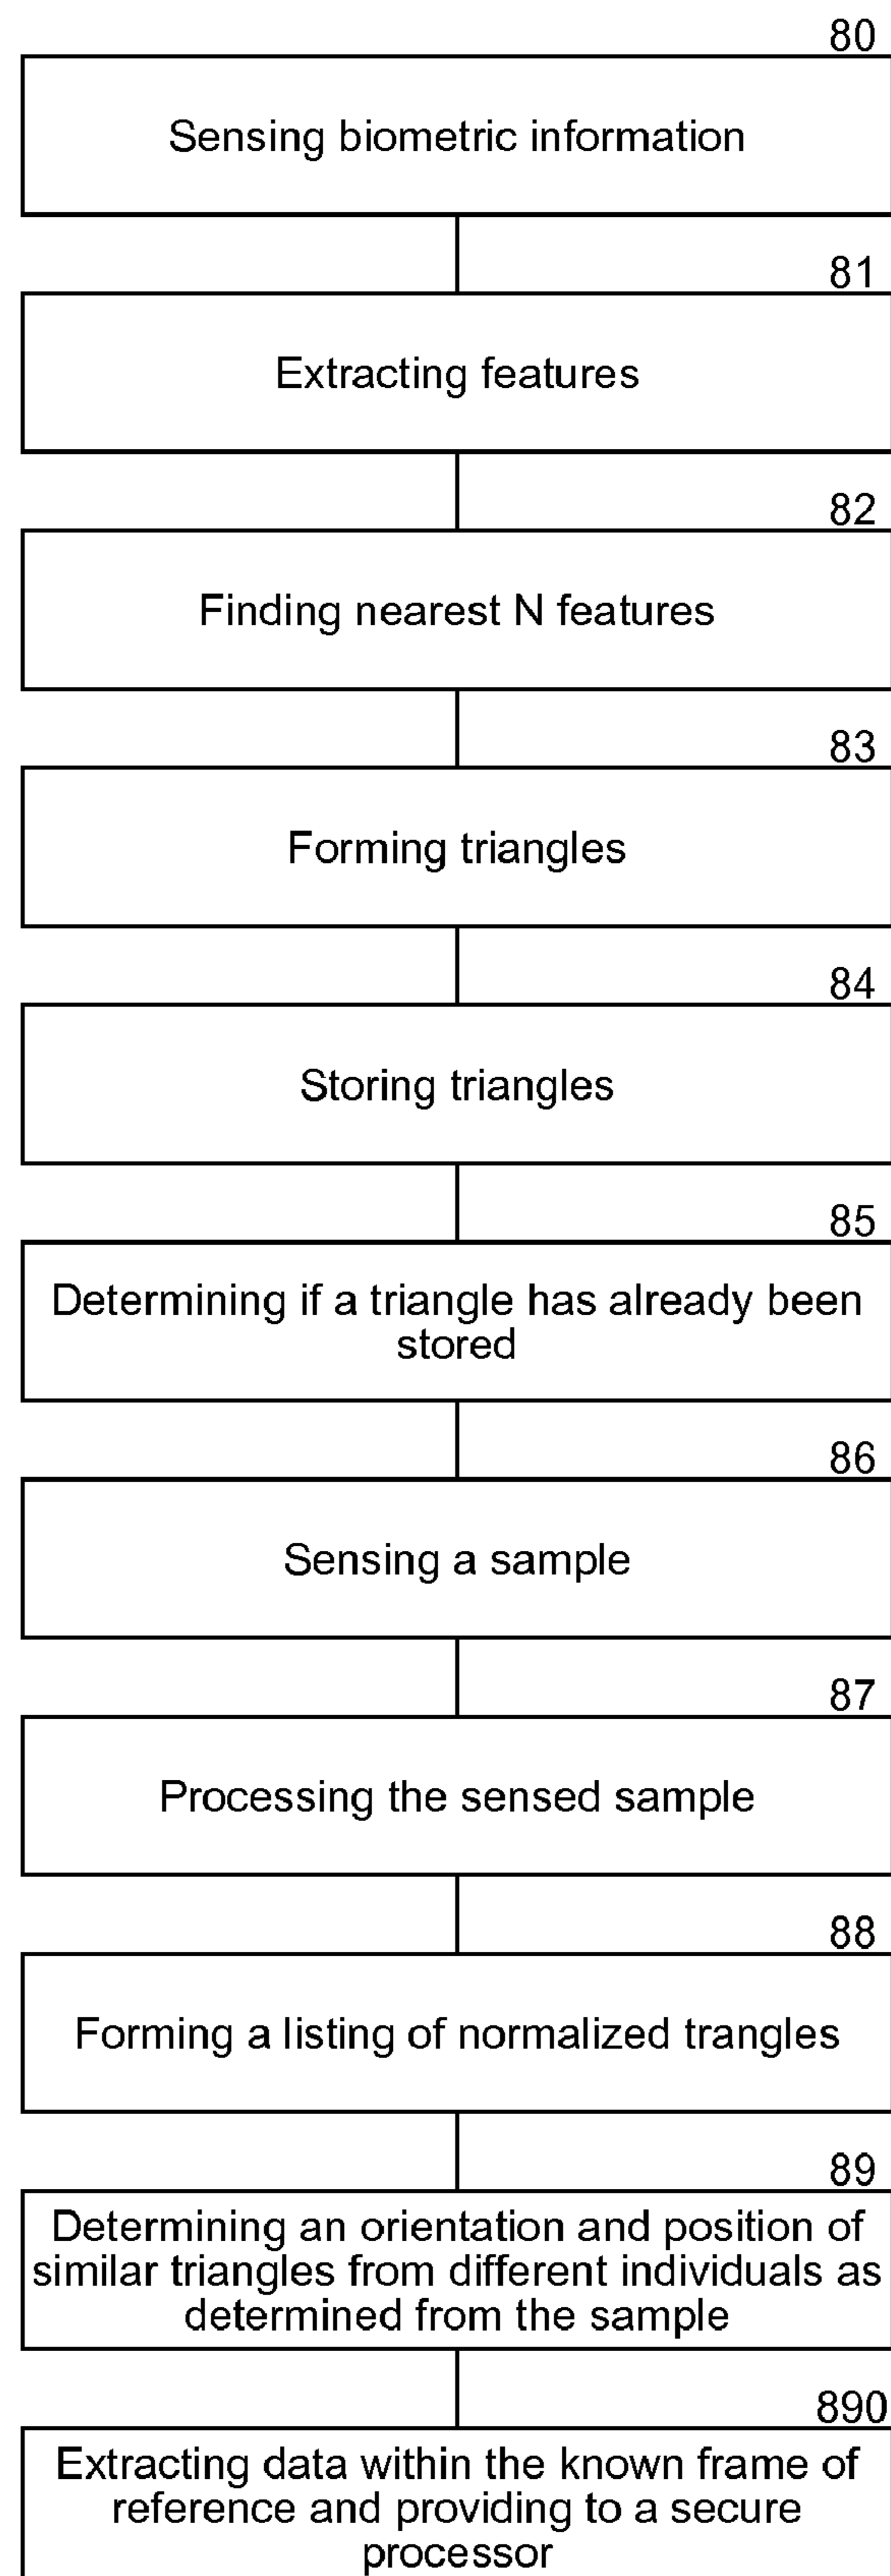 80
Sensing biometric information
81
Extracting features
82
Finding nearest N features
83
Forming triangles
84
Storing triangles
85
Determining if a triangle has already been
stored
86
Sensing a sample
87
Processing the sensed sample
88
Forming a listing of normalized trangles
89
Determining an orientation and position of
similar triangles from different individuals as
determined from the sample
890
Extracting data within the known frame of
reference and providing to a secure
processor